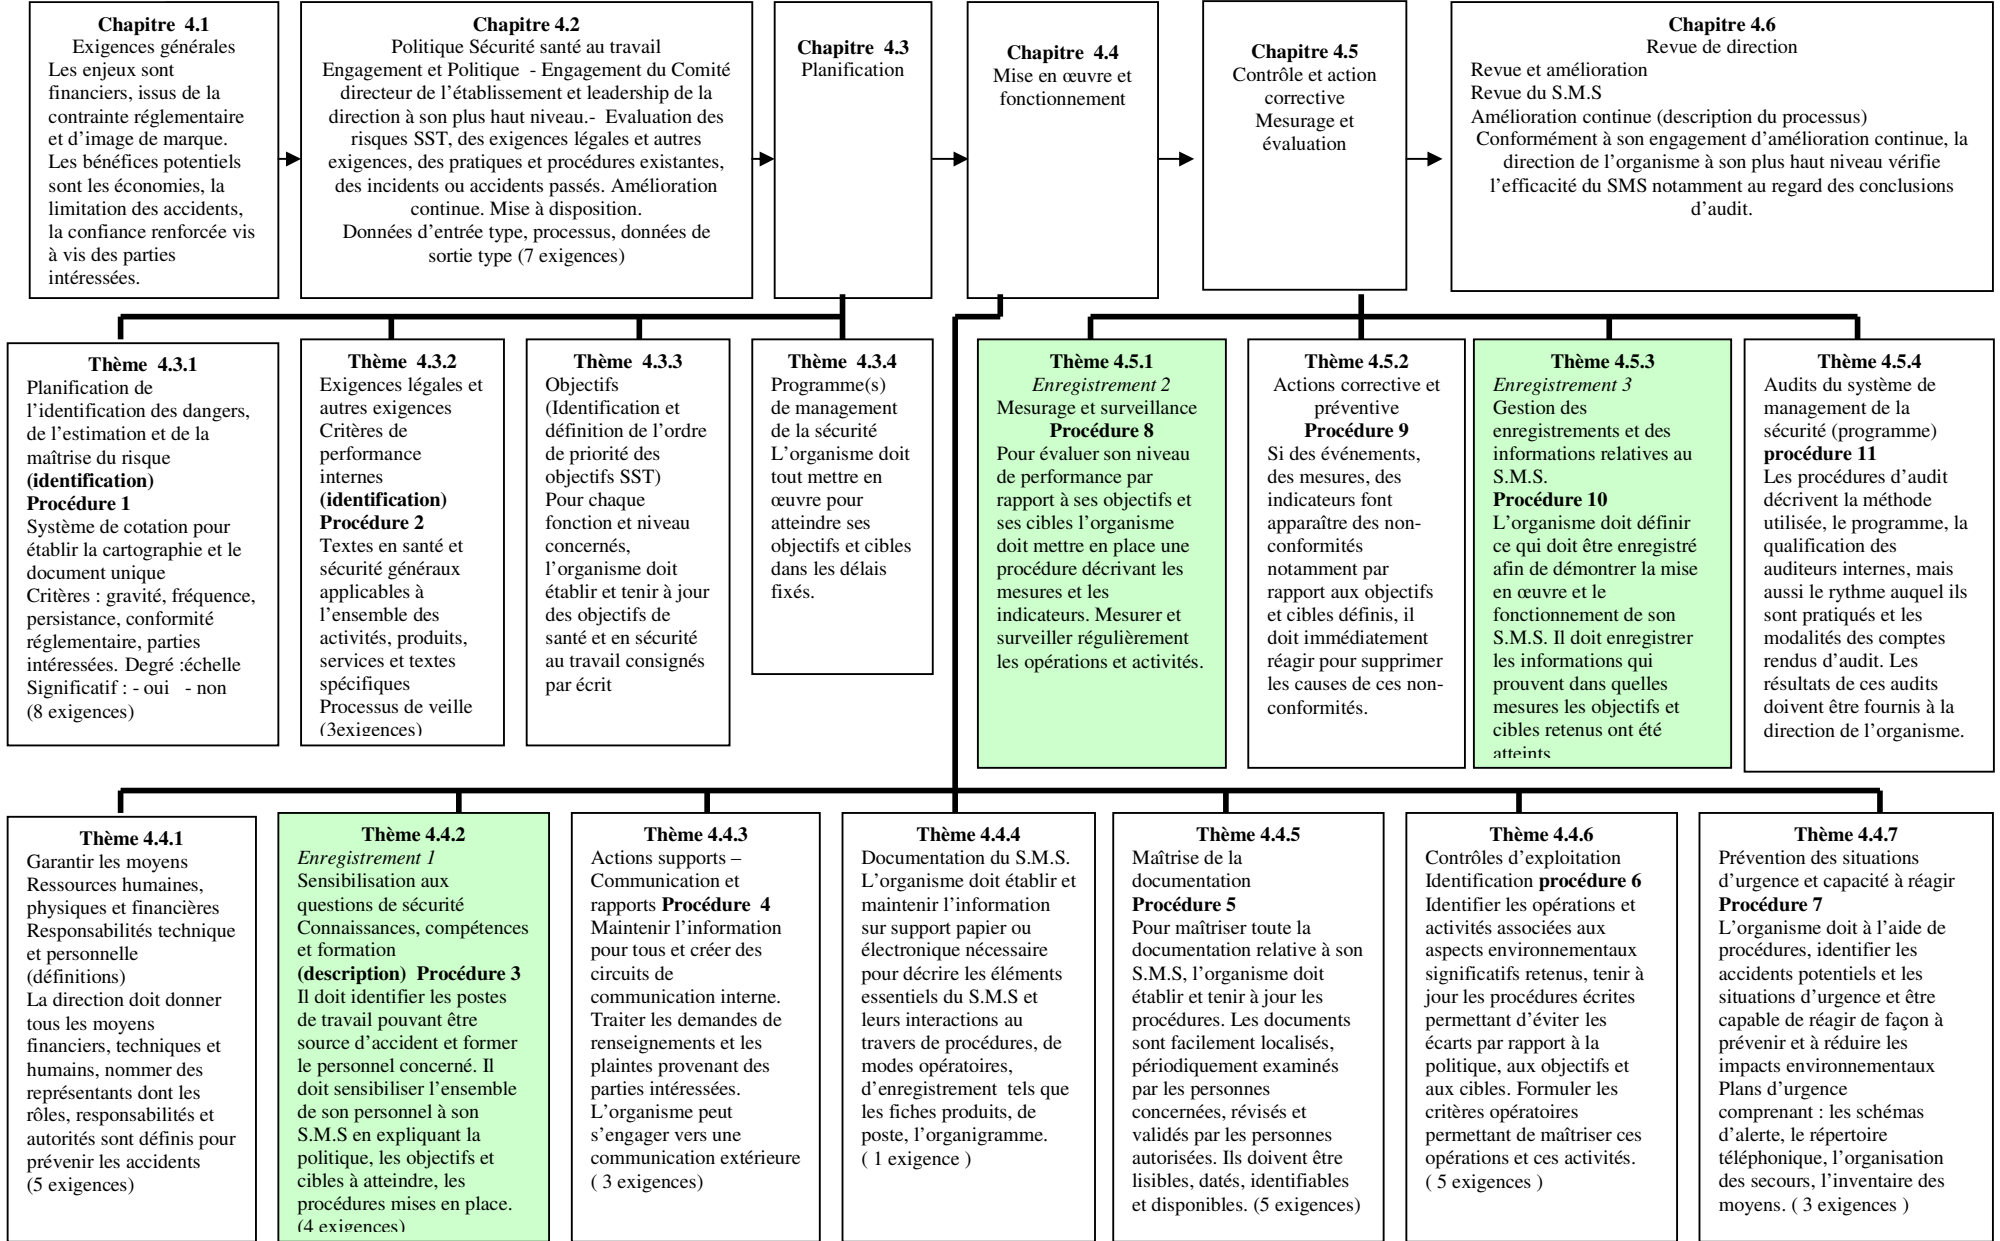 Chapitre 4.1
Exigences générales
Les enjeux sont
financiers, issus de la
contrainte réglementaire
et d’image de marque.
Les bénéfices potentiels
sont les économies, la
limitation des accidents,
la confiance renforcée vis
à vis des parties
intéressées.
Chapitre 4.2
Politique Sécurité santé au travail
Engagement et Politique - Engagement du Comité
directeur de l’établissement et leadership de la
direction à son plus haut niveau.- Evaluation des
risques SST, des exigences légales et autres
exigences, des pratiques et procédures existantes,
des incidents ou accidents passés. Amélioration
continue. Mise à disposition.
Données d’entrée type, processus, données de
sortie type (7 exigences)
Chapitre 4.3
Planification
Chapitre 4.4
Mise en œuvre et
fonctionnement
Chapitre 4.5
Contrôle et action
corrective
Mesurage et
évaluation
Chapitre 4.6
Revue de direction
Revue et amélioration
Revue du S.M.S
Amélioration continue (description du processus)
Conformément à son engagement d’amélioration continue, la
direction de l’organisme à son plus haut niveau vérifie
l’efficacité du SMS notamment au regard des conclusions
d’audit.
Thème 4.3.1
Planification de
l’identification des dangers,
de l’estimation et de la
maîtrise du risque
(identification)
Procédure 1
Système de cotation pour
établir la cartographie et le
document unique
Critères : gravité, fréquence,
persistance, conformité
réglementaire, parties
intéressées. Degré :échelle
Significatif : - oui - non
(8 exigences)
Thème 4.3.2
Exigences légales et
autres exigences
Critères de
performance
internes
(identification)
Procédure 2
Textes en santé et
sécurité généraux
applicables à
l’ensemble des
activités, produits,
services et textes
spécifiques
Processus de veille
(3exigences)
Thème 4.3.3
Objectifs
(Identification et
définition de l’ordre
de priorité des
objectifs SST)
Pour chaque
fonction et niveau
concernés,
l’organisme doit
établir et tenir à jour
des objectifs de
santé et en sécurité
au travail consignés
par écrit
Thème 4.3.4
Programme(s)
de management
de la sécurité
L’organisme doit
tout mettre en
œuvre pour
atteindre ses
objectifs et cibles
dans les délais
fixés.
Thème 4.5.1
Enregistrement 2
Mesurage et surveillance
Procédure 8
Pour évaluer son niveau
de performance par
rapport à ses objectifs et
ses cibles l’organisme
doit mettre en place une
procédure décrivant les
mesures et les
indicateurs. Mesurer et
surveiller régulièrement
les opérations et activités.
Thème 4.5.2
Actions corrective et
préventive
Procédure 9
Si des événements,
des mesures, des
indicateurs font
apparaître des non-
conformités
notamment par
rapport aux objectifs
et cibles définis, il
doit immédiatement
réagir pour supprimer
les causes de ces non-
conformités.
Thème 4.5.3
Enregistrement 3
Gestion des
enregistrements et des
informations relatives au
S.M.S.
Procédure 10
L’organisme doit définir
ce qui doit être enregistré
afin de démontrer la mise
en œuvre et le
fonctionnement de son
S.M.S. Il doit enregistrer
les informations qui
prouvent dans quelles
mesures les objectifs et
cibles retenus ont été
atteints
Thème 4.5.4
Audits du système de
management de la
sécurité (programme)
procédure 11
Les procédures d’audit
décrivent la méthode
utilisée, le programme, la
qualification des
auditeurs internes, mais
aussi le rythme auquel ils
sont pratiqués et les
modalités des comptes
rendus d’audit. Les
résultats de ces audits
doivent être fournis à la
direction de l’organisme.
Thème 4.4.1
Garantir les moyens
Ressources humaines,
physiques et financières
Responsabilités technique
et personnelle
(définitions)
La direction doit donner
tous les moyens
financiers, techniques et
humains, nommer des
représentants dont les
rôles, responsabilités et
autorités sont définis pour
prévenir les accidents
(5 exigences)
Thème 4.4.2
Enregistrement 1
Sensibilisation aux
questions de sécurité
Connaissances, compétences
et formation
(description) Procédure 3
Il doit identifier les postes
de travail pouvant être
source d’accident et former
le personnel concerné. Il
doit sensibiliser l’ensemble
de son personnel à son
S.M.S en expliquant la
politique, les objectifs et
cibles à atteindre, les
procédures mises en place.
(4 exigences)
Thème 4.4.3
Actions supports –
Communication et
rapports Procédure 4
Maintenir l’information
pour tous et créer des
circuits de
communication interne.
Traiter les demandes de
renseignements et les
plaintes provenant des
parties intéressées.
L’organisme peut
s’engager vers une
communication extérieure
( 3 exigences)
Thème 4.4.4
Documentation du S.M.S.
L’organisme doit établir et
maintenir l’information
sur support papier ou
électronique nécessaire
pour décrire les éléments
essentiels du S.M.S et
leurs interactions au
travers de procédures, de
modes opératoires,
d’enregistrement tels que
les fiches produits, de
poste, l’organigramme.
( 1 exigence )
Thème 4.4.5
Maîtrise de la
documentation
Procédure 5
Pour maîtriser toute la
documentation relative à son
S.M.S, l’organisme doit
établir et tenir à jour les
procédures. Les documents
sont facilement localisés,
périodiquement examinés
par les personnes
concernées, révisés et
validés par les personnes
autorisées. Ils doivent être
lisibles, datés, identifiables
et disponibles. (5 exigences)
Thème 4.4.6
Contrôles d’exploitation
Identification procédure 6
Identifier les opérations et
activités associées aux
aspects environnementaux
significatifs retenus, tenir à
jour les procédures écrites
permettant d’éviter les
écarts par rapport à la
politique, aux objectifs et
aux cibles. Formuler les
critères opératoires
permettant de maîtriser ces
opérations et ces activités.
( 5 exigences )
Thème 4.4.7
Prévention des situations
d’urgence et capacité à réagir
Procédure 7
L’organisme doit à l’aide de
procédures, identifier les
accidents potentiels et les
situations d’urgence et être
capable de réagir de façon à
prévenir et à réduire les
impacts environnementaux
Plans d’urgence
comprenant : les schémas
d’alerte, le répertoire
téléphonique, l’organisation
des secours, l’inventaire des
moyens. ( 3 exigences )